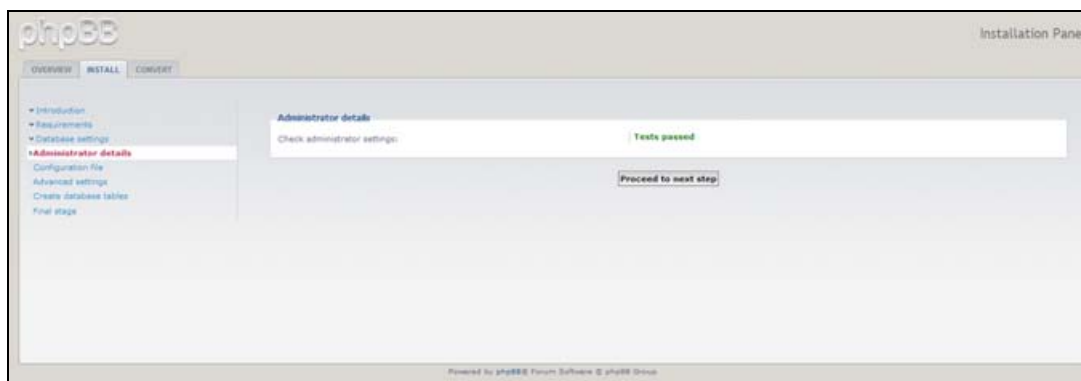 phpBB
Installation Pane
OVERVIEW INSTALL CONVERT
Introduction
Requirements
Database settings
Administrator details
Configuration file
Advanced settings
Create database tables
Final stage
Administrator details
Check administrator settings: Tests passed
Proceed to next step
Powered by phpBB® Forum Software © phpBB Group